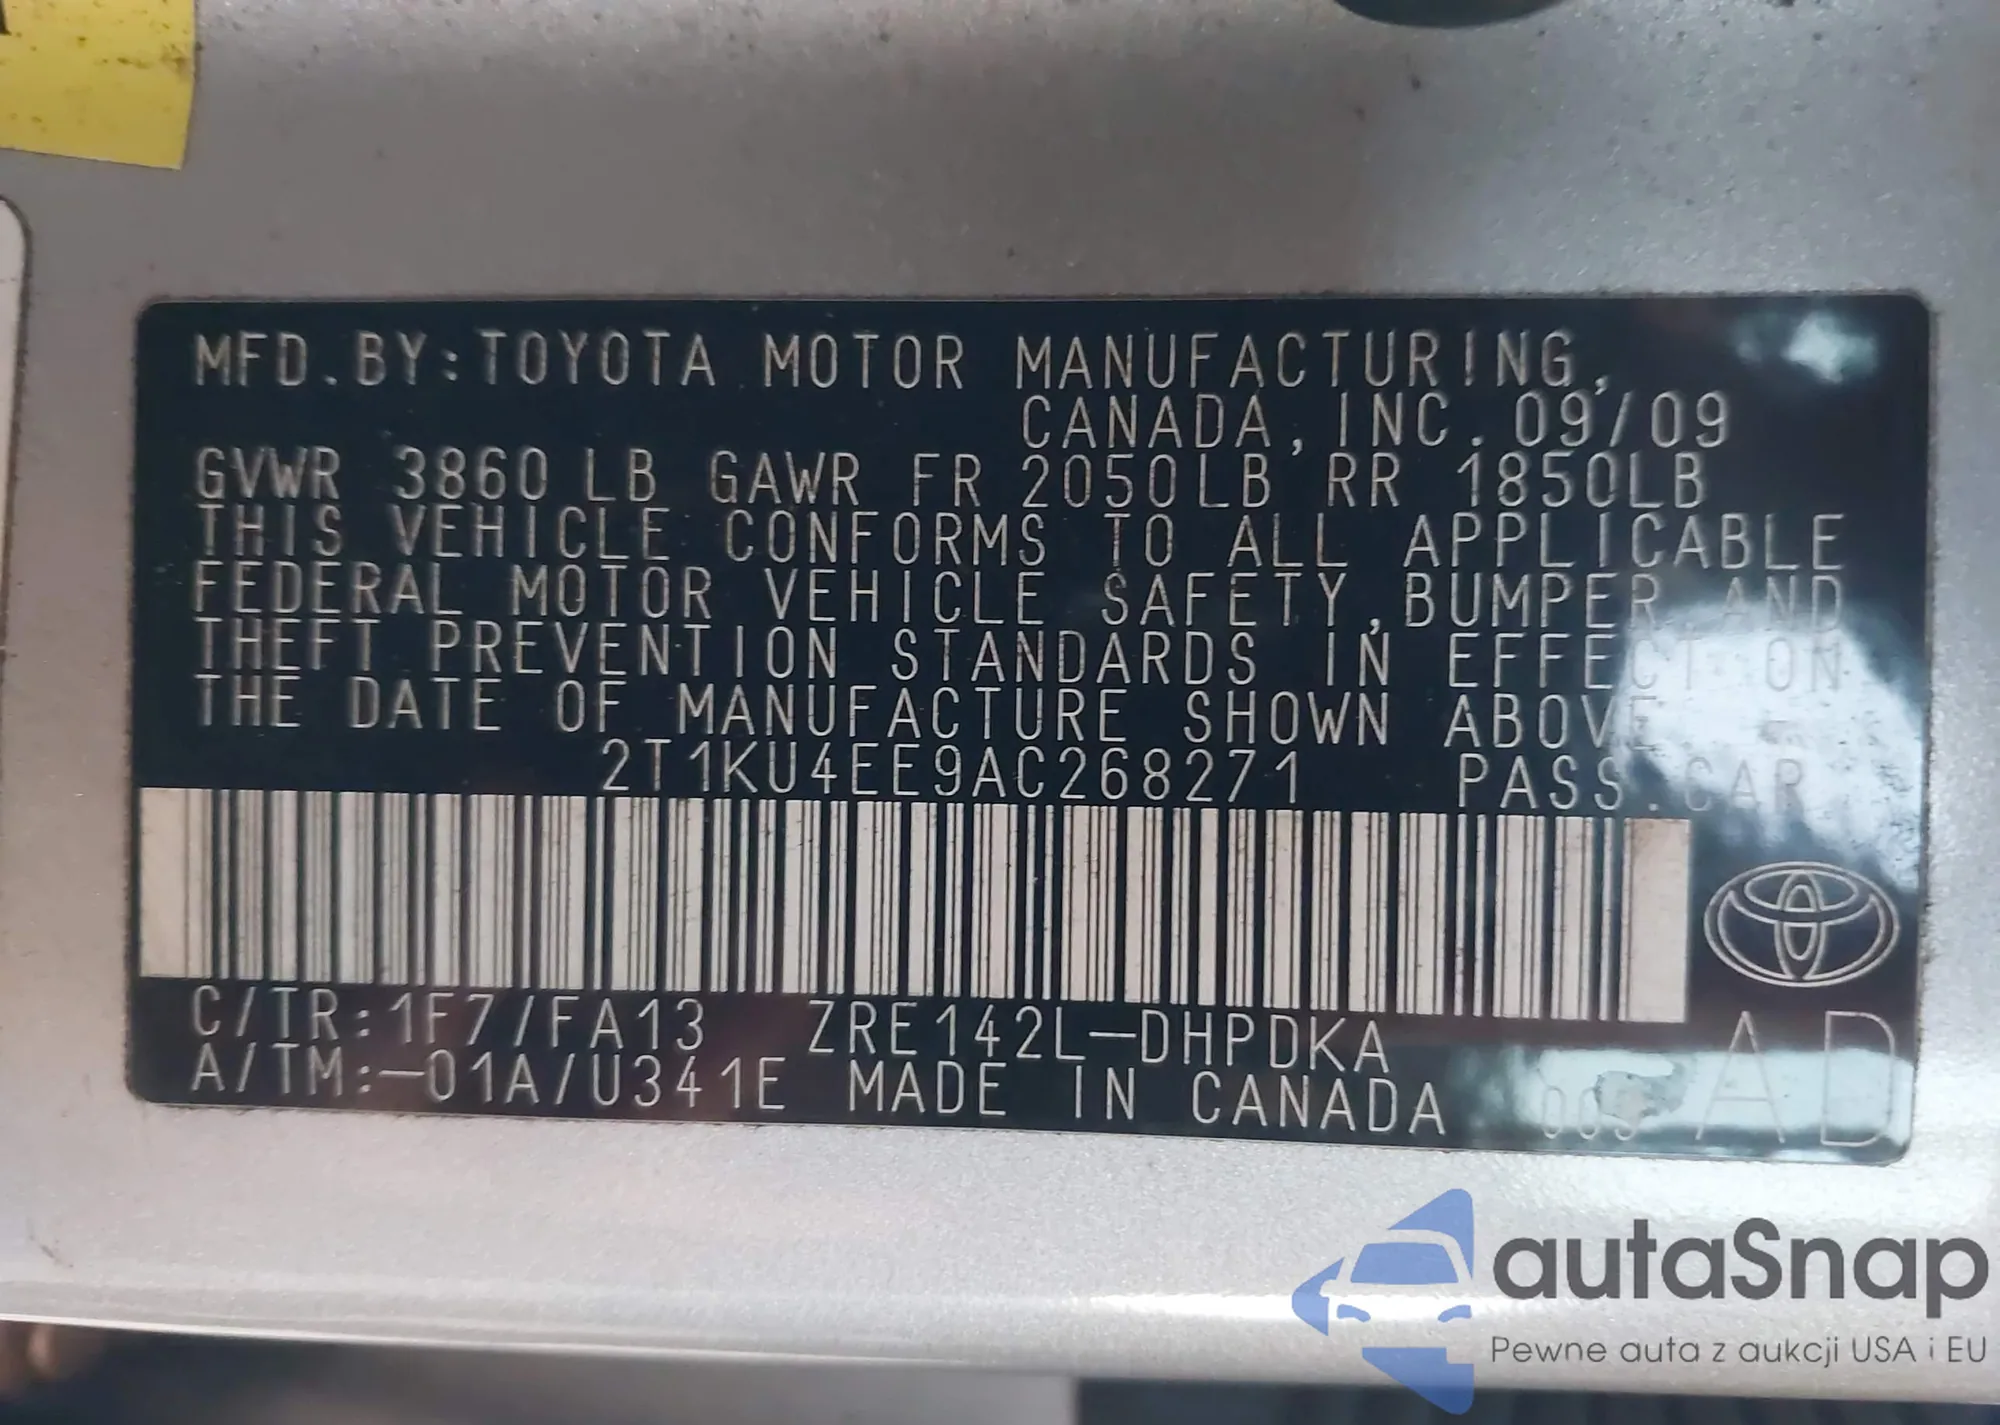 MFD.BY:TOYOTA MOTOR MANUFACTURING,
CANADA,INC.09/09
GVWR 3860LB GAWR FR 2050LB RR 1850LB
THIS VEHICLE CONFORMS TO ALL APPLICABLE
FEDERAL MOTOR VEHICLE SAFETY,BUMPER AND
THEFT PREVENTION STANDARDS IN EFFECT ON
THE DATE OF MANUFACTURE SHOWN ABOVE.
2T1KU4EE9AC268271 PASS.CAR
C/TR:1F7/FA13 ZRE142L-DHPDKA
A/TM:-01A/U341E MADE IN CANADA
AD
autaSnap
Pewne auta z aukcji USA i EU